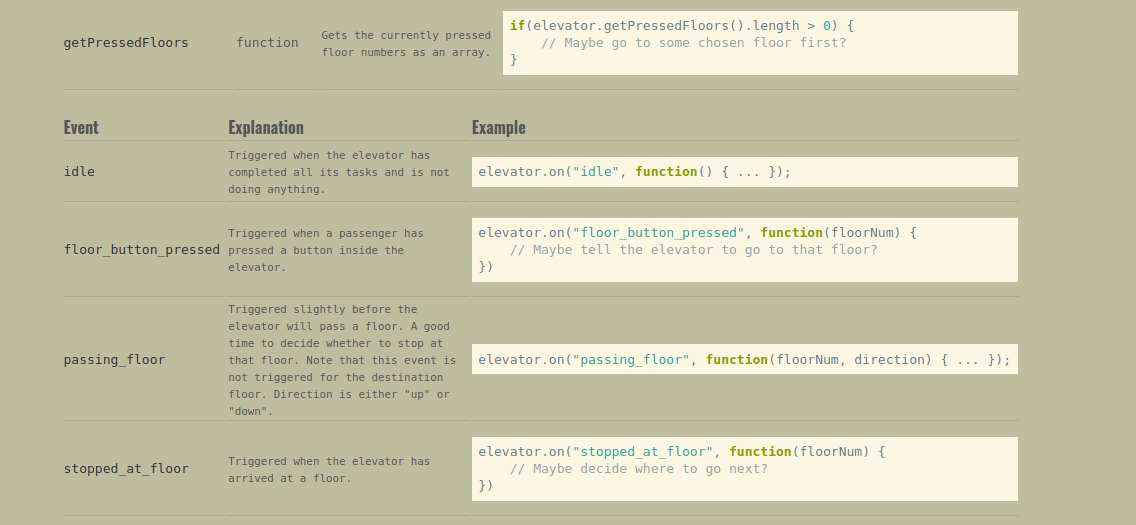 getPressedFloors function Gets the currently pressed
floor numbers as an array.
if(elevator.getPressedFloors().length > 0) {
    // Maybe go to some chosen floor first?
}
Event Explanation Example
idle
Triggered when the elevator has
completed all its tasks and is not
doing anything.
elevator.on("idle", function() { ... });
floor_button_pressed
Triggered when a passenger has
pressed a button inside the
elevator.
elevator.on("floor_button_pressed", function(floorNum) {
    // Maybe tell the elevator to go to that floor?
})
passing_floor
Triggered slightly before the
elevator will pass a floor. A good
time to decide whether to stop at
that floor. Note that this event is
not triggered for the destination
floor. Direction is either "up" or
"down".
elevator.on("passing_floor", function(floorNum, direction) { ... });
stopped_at_floor
Triggered when the elevator has
arrived at a floor.
elevator.on("stopped_at_floor", function(floorNum) {
    // Maybe decide where to go next?
})